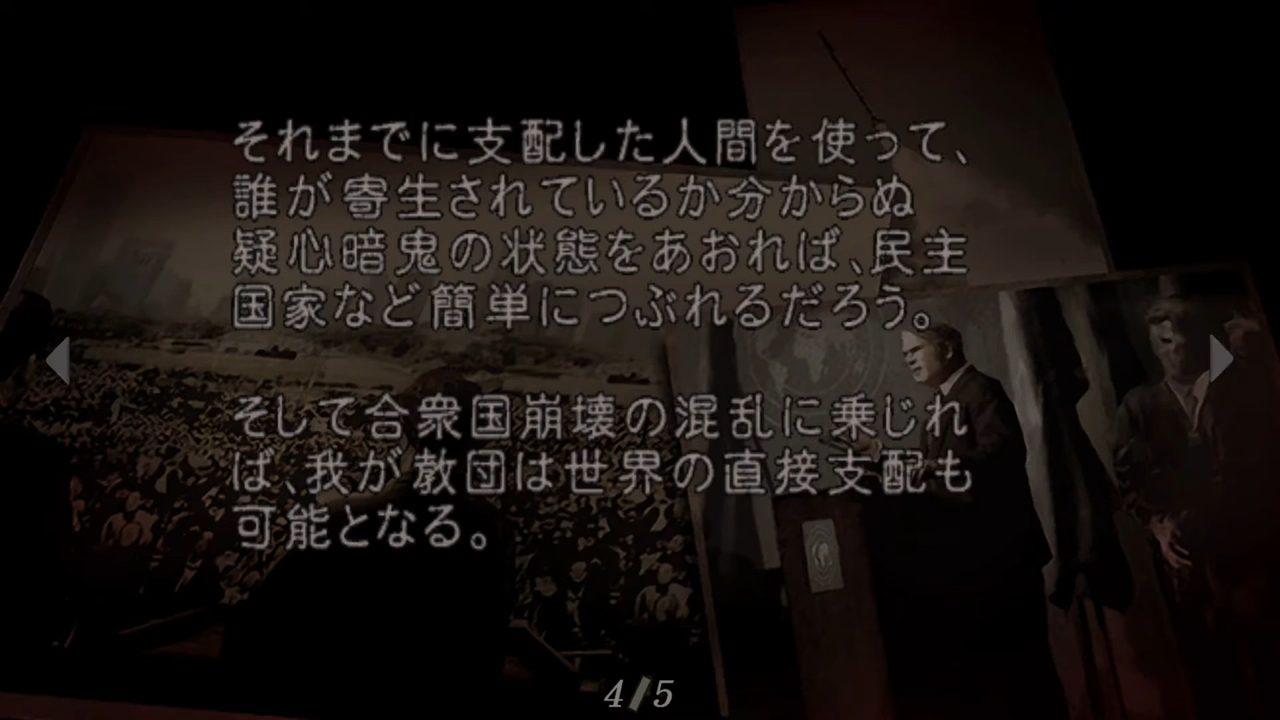 それまでに支配した人間を使って、
誰が寄生されているか分からぬ
疑心暗鬼の状態をあおれば、民主
国家など簡単につぶれるだろう。
そして合衆国崩壊の混乱に乗じれ
ば、我が教団は世界の直接支配も
可能となる。
4/5